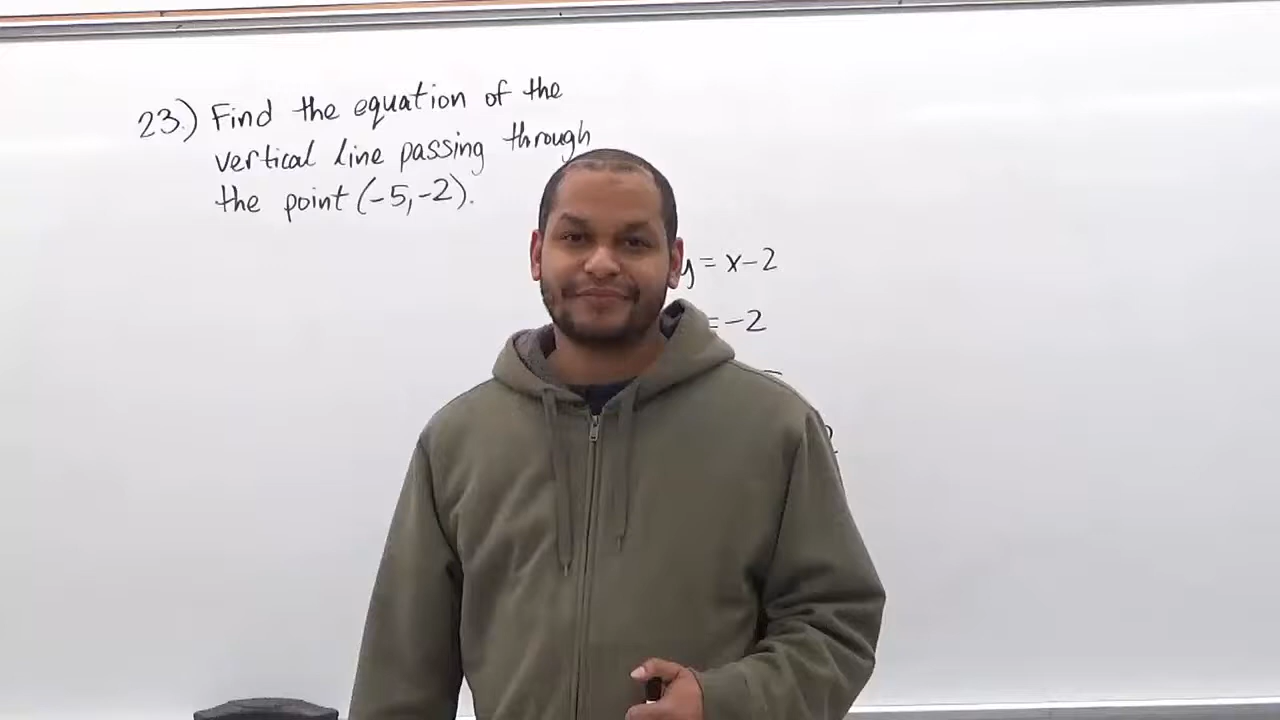 23.) Find the equation of the
vertical line passing through
the point (-5,-2).
y = x-2
= -2